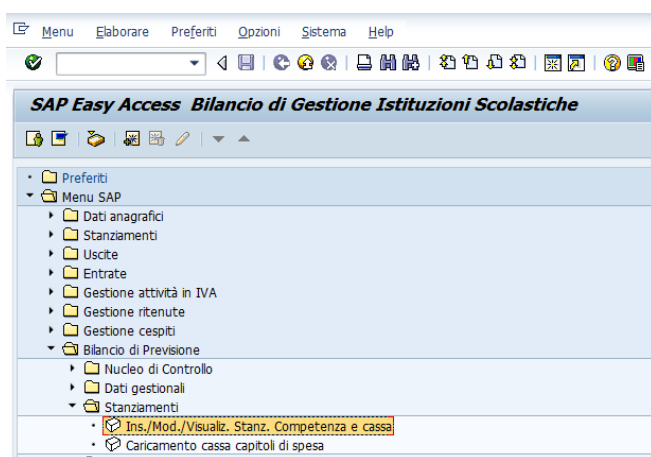 Menu Elaborare Preferiti Opzioni Sistema Help
SAP Easy Access Bilancio di Gestione Istituzioni Scolastiche
Preferiti
Menu SAP
Dati anagrafici
Stanziamenti
Uscite
Entrate
Gestione attività in IVA
Gestione ritenute
Gestione cespiti
Bilancio di Previsione
Nucleo di Controllo
Dati gestionali
Stanziamenti
Ins./Mod./Visualiz. Stanz. Competenza e cassa
Caricamento cassa capitoli di spesa